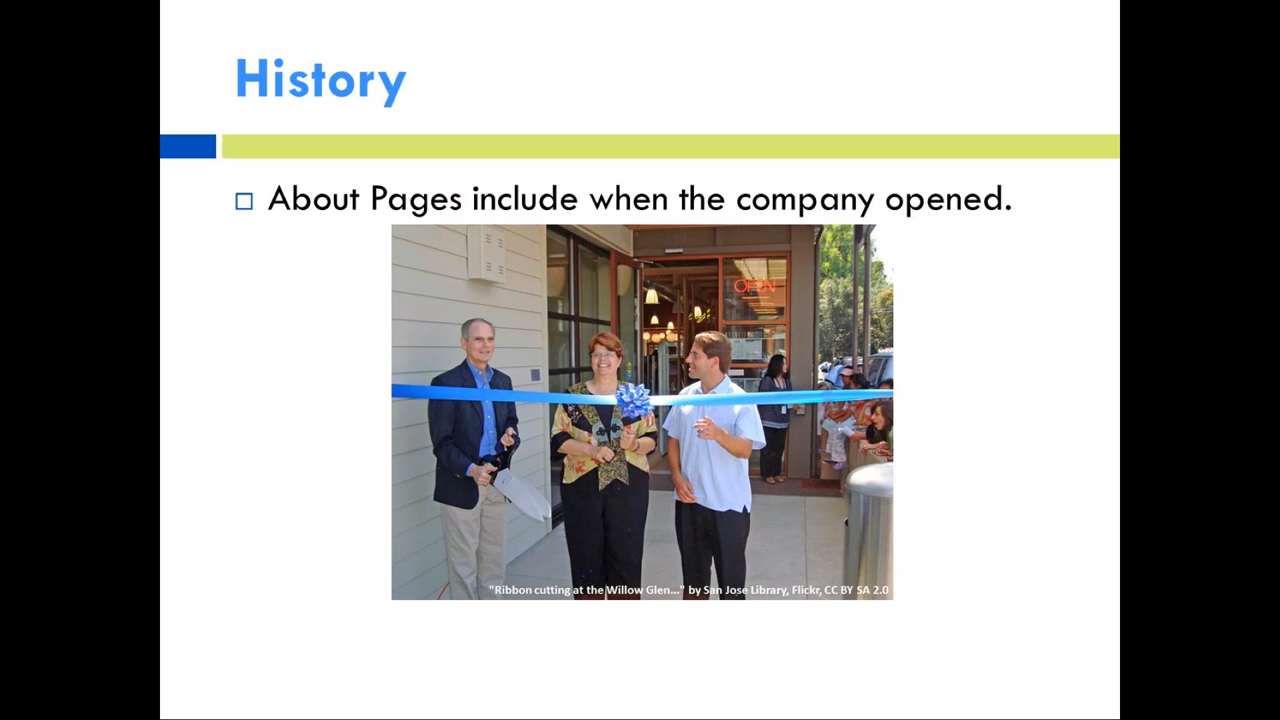 History
About Pages include when the company opened.
OPEN
"Ribbon cutting at the Willow Glen..." by San Jose Library, Flickr, CC BY SA 2.0